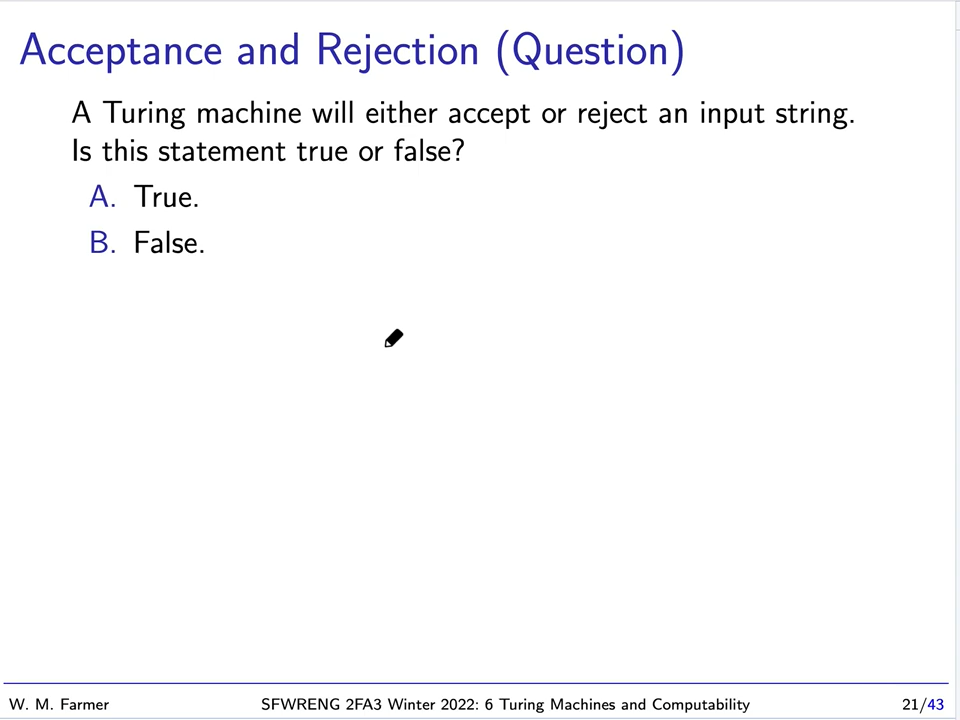 Acceptance and Rejection (Question)
A Turing machine will either accept or reject an input string.
Is this statement true or false?
A. True.
B. False.
W. M. Farmer SFWRENG 2FA3 Winter 2022: 6 Turing Machines and Computability 21/43